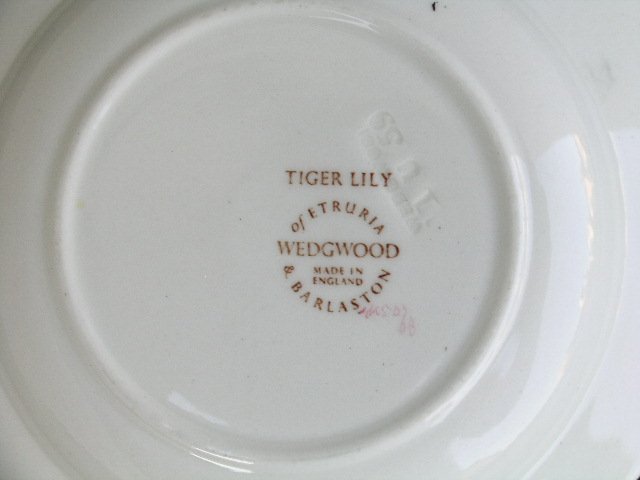 TIGER LILY
of ETRURIA
WEDGWOOD
MADE IN
ENGLAND
& BARLASTON